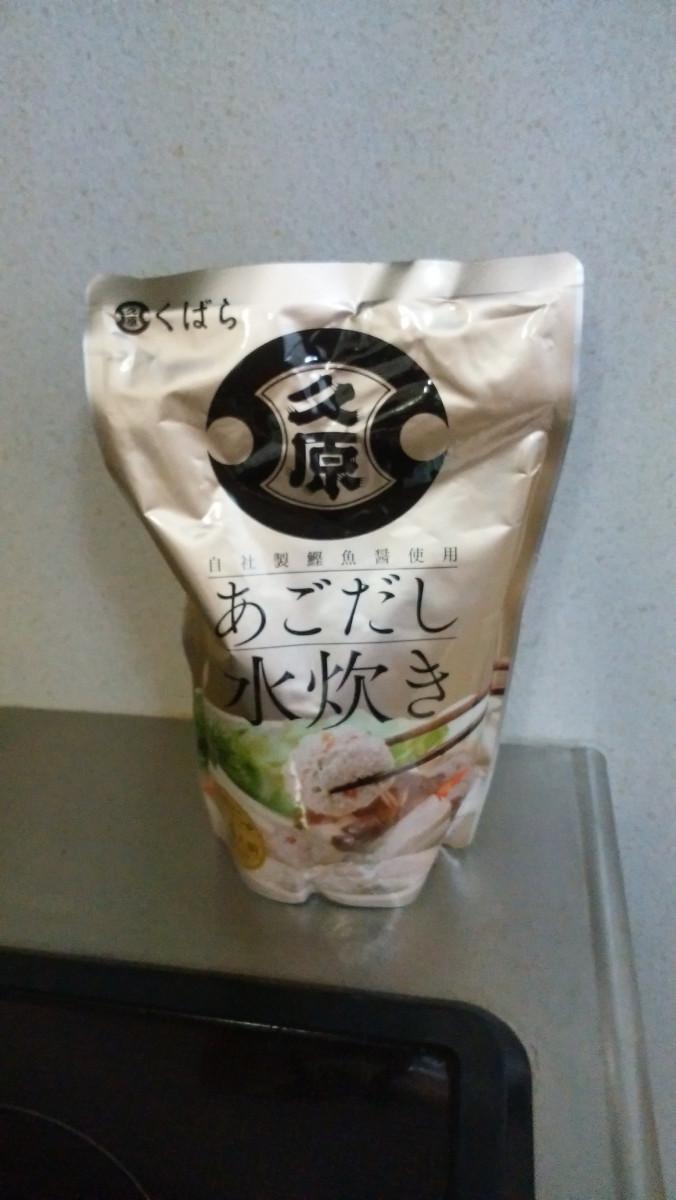 くばら
久原
自社製鰹魚醤使用
あごだし
水炊き